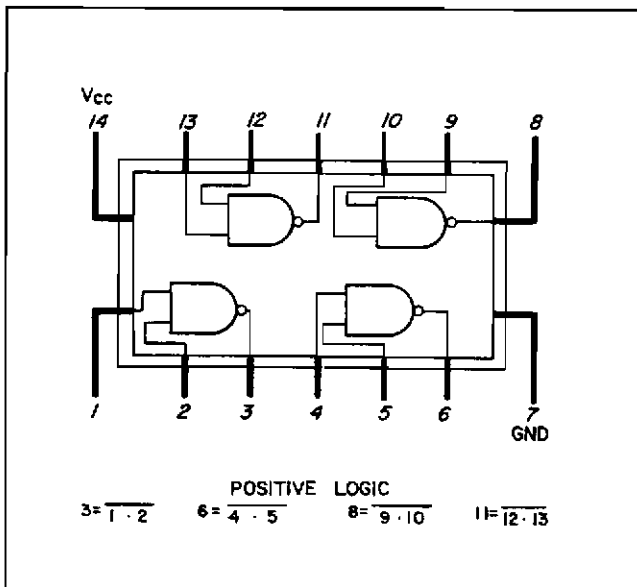 Vcc
14 13 12 11 10 9 8
1 2 3 4 5 6 7
GND
POSITIVE LOGIC
3 = 1 · 2 6 = 4 · 5 8 = 9 · 10 11 = 12 · 13